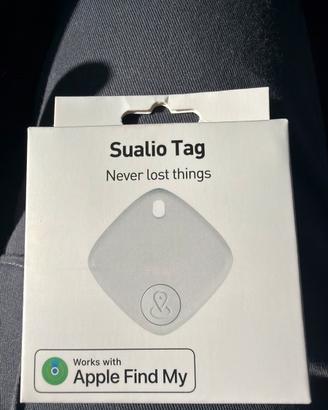 Sualio Tag
Never lost things
Works with
Apple Find My